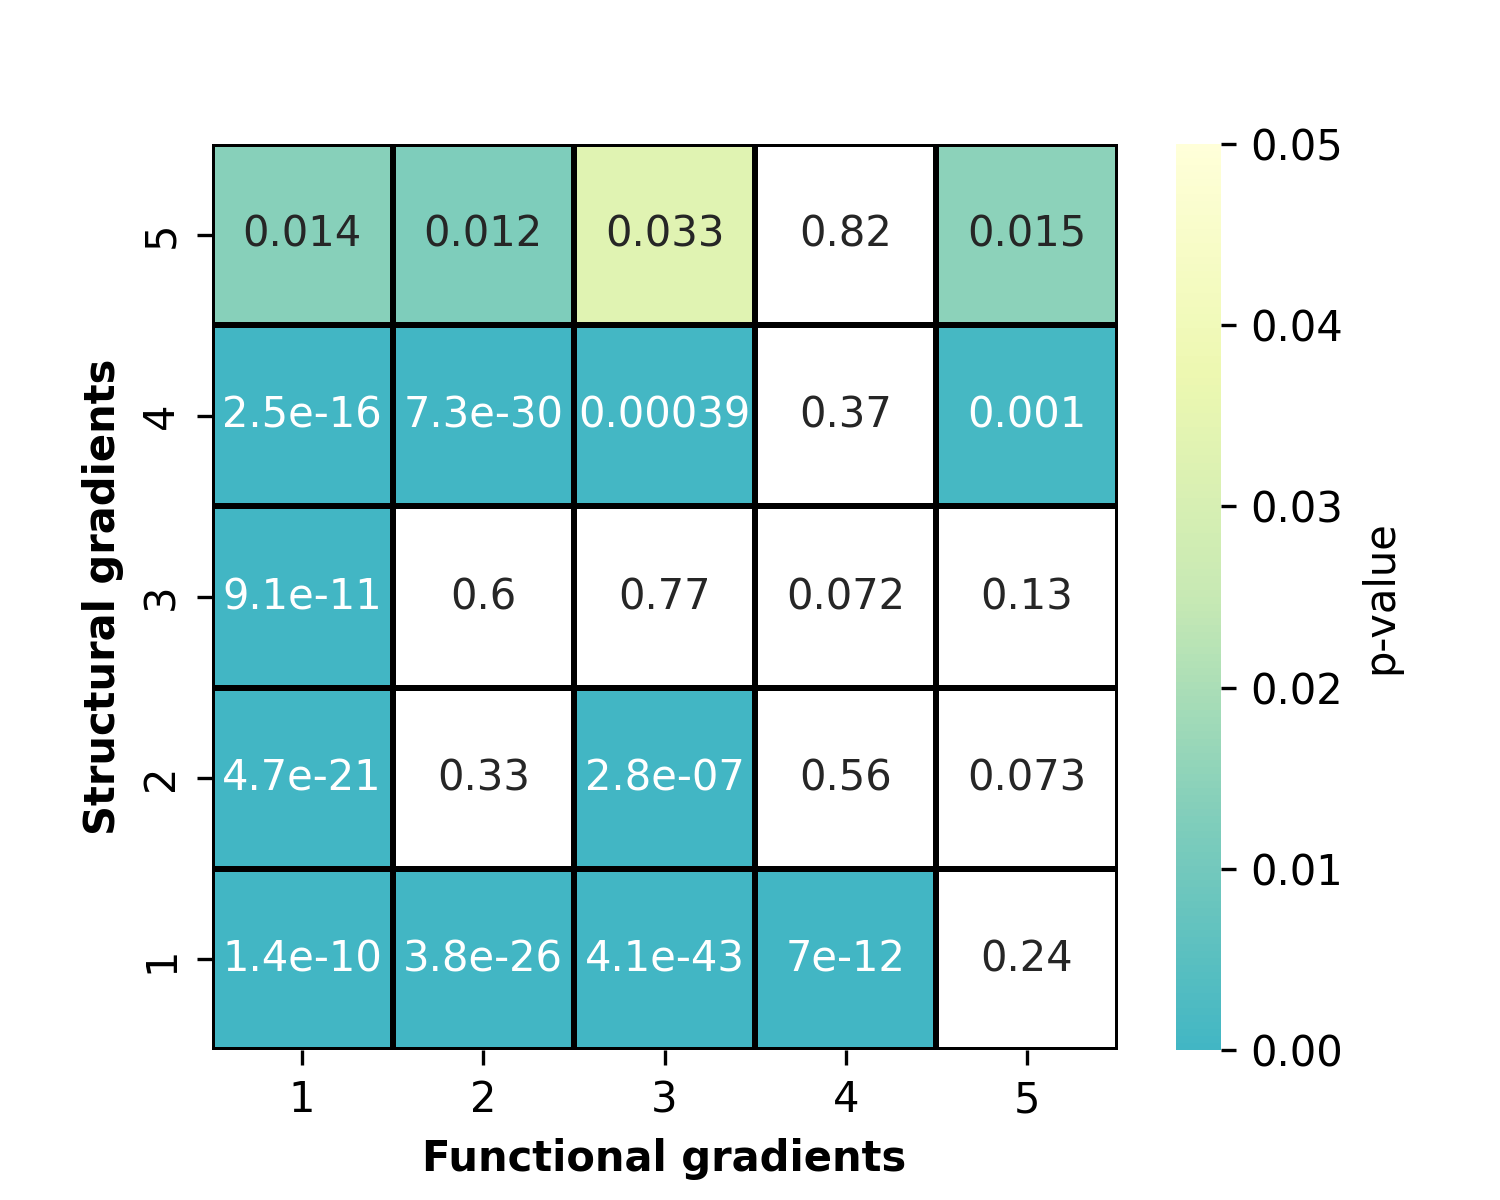 0.05
5 0.014 0.012 0.033 0.82 0.015
0.04
4 2.5e-16 7.3e-30 0.00039 0.37 0.001
0.03
Structural gradients
3 9.1e-11 0.6 0.77 0.072 0.13
p-value
0.02
2 4.7e-21 0.33 2.8e-07 0.56 0.073
0.01
1 1.4e-10 3.8e-26 4.1e-43 7e-12 0.24
0.00
1 2 3 4 5
Functional gradients